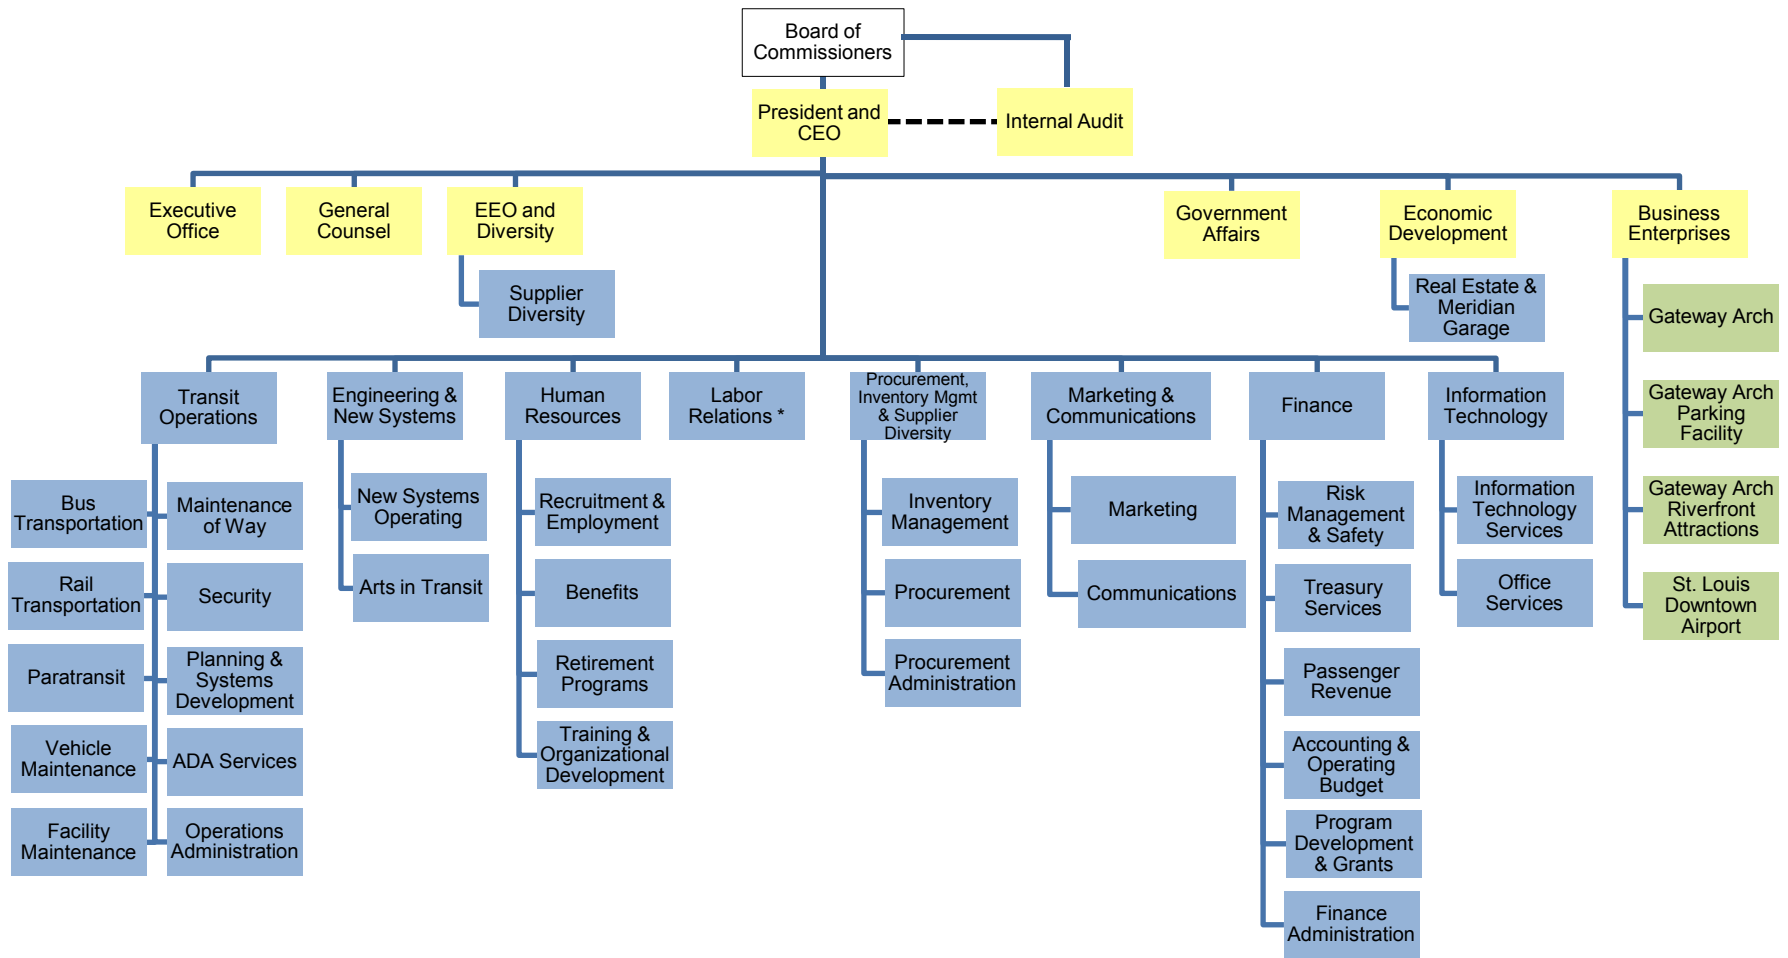 Board of
Commissioners
President and
CEO
Internal Audit
Executive
Office
General
Counsel
EEO and
Diversity
Government
Affairs
Economic
Development
Business
Enterprises
Supplier
Diversity
Real Estate &
Meridian
Garage
Gateway Arch
Gateway Arch
Parking
Facility
Gateway Arch
Riverfront
Attractions
St. Louis
Downtown
Airport
Transit
Operations
Engineering &
New Systems
Human
Resources
Labor
Relations *
Procurement,
Inventory Mgmt
& Supplier
Diversity
Marketing &
Communications
Finance
Information
Technology
Bus
Transportation
Maintenance
of Way
Rail
Transportation
Security
Paratransit
Planning &
Systems
Development
Vehicle
Maintenance
ADA Services
Facility
Maintenance
Operations
Administration
New Systems
Operating
Arts in Transit
Recruitment &
Employment
Benefits
Retirement
Programs
Training &
Organizational
Development
Inventory
Management
Procurement
Procurement
Administration
Marketing
Communications
Risk
Management
& Safety
Treasury
Services
Passenger
Revenue
Accounting &
Operating
Budget
Program
Development
& Grants
Finance
Administration
Information
Technology
Services
Office
Services